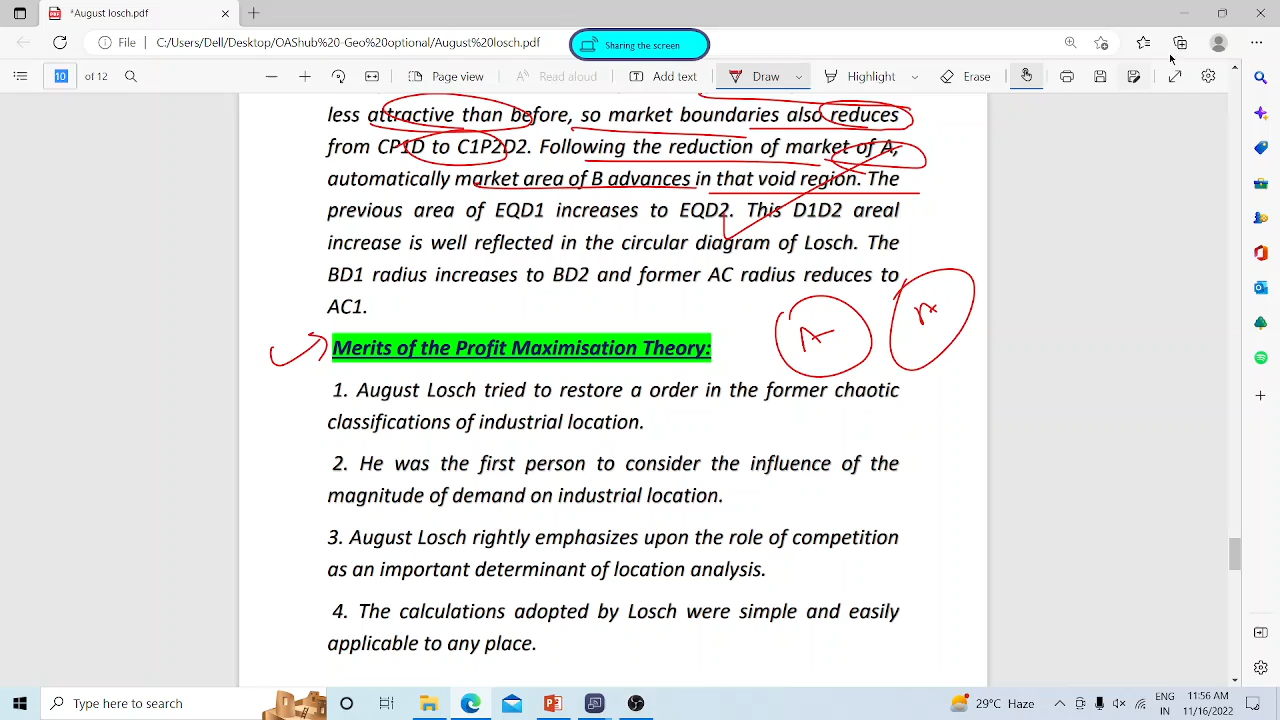 *August losch.pdf
File
C:/Users/Dell/Desktop/OAShub%20-%20Geo%20optional/August%20losch.pdf
Sharing the screen
10 of 12
Page view
Read aloud
Add text
Draw
Highlight
Erase
less attractive than before, so market boundaries also reduces
from CP1D to C1P2D2. Following the reduction of market of A,
automatically market area of B advances in that void region. The
previous area of EQD1 increases to EQD2. This D1D2 areal
increase is well reflected in the circular diagram of Losch. The
BD1 radius increases to BD2 and former AC radius reduces to
AC1.
A
Merits of the Profit Maximisation Theory:
1. August Losch tried to restore a order in the former chaotic
classifications of industrial location.
2. He was the first person to consider the influence of the
magnitude of demand on industrial location.
3. August Losch rightly emphasizes upon the role of competition
as an important determinant of location analysis.
4. The calculations adopted by Losch were simple and easily
applicable to any place.
Type here to search
29°C Haze
ENG
IN
11:56 AM
11/16/2022